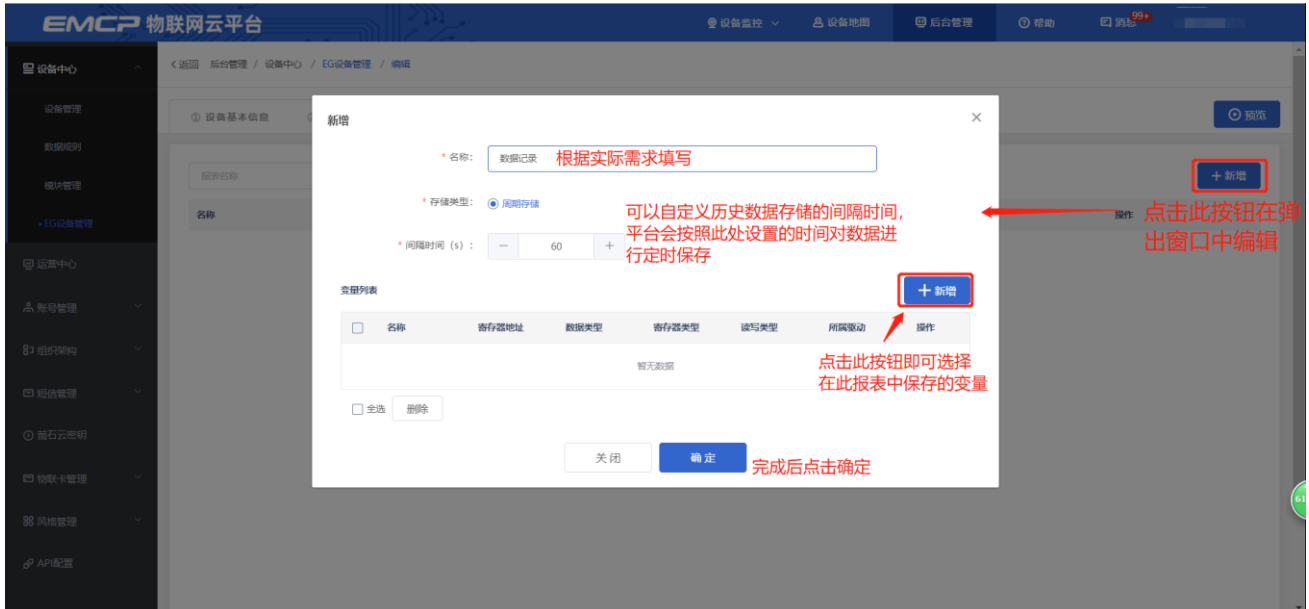 EMCP 物联网云平台
设备监控 设备地图 后台管理 帮助 消息 99+
设备中心
设备管理
数据规则
模块管理
• EG设备管理
运营中心
账号管理
组织架构
短信管理
萤石云密钥
物联卡管理
风格管理
API配置
返回 后台管理 / 设备中心 / EG设备管理 / 编辑
① 设备基本信息
预览
报表名称
+ 新增
名称
操作
点击此按钮在弹
出窗口中编辑
新增
* 名称: 数据记录 根据实际需求填写
* 存储类型: 周期存储
可以自定义历史数据存储的间隔时间,
平台会按照此处设置的时间对数据进
行定时保存
* 间隔时间（s）: — 60 +
变量列表
+ 新增
名称 寄存器地址 数据类型 寄存器类型 读写类型 所属驱动 操作
暂无数据
点击此按钮即可选择
在此报表中保存的变量
全选 删除
关闭 确定
完成后点击确定
61